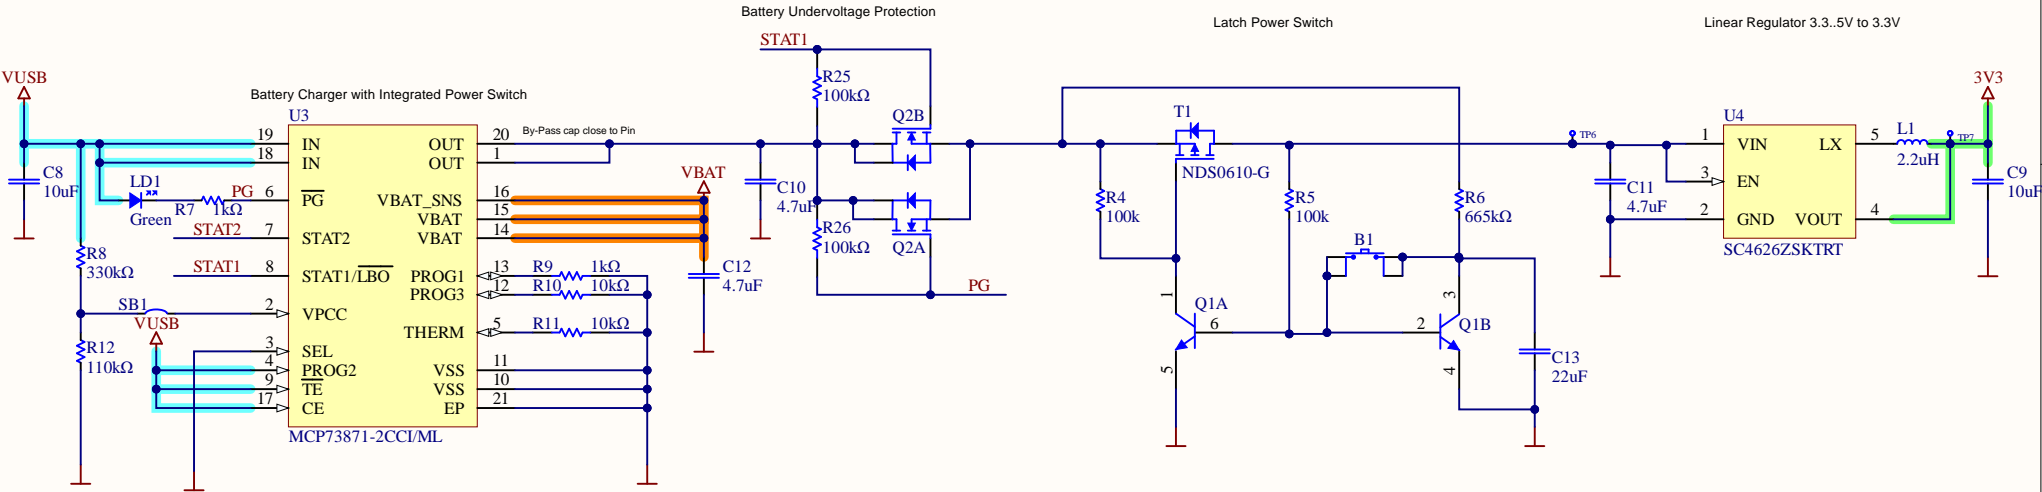 Battery Undervoltage Protection
Latch Power Switch
Linear Regulator 3.3..5V to 3.3V
STAT1
R25
100kΩ
Q2B
VUSB
Battery Charger with Integrated Power Switch
U3
By-Pass cap close to Pin
19 IN OUT 20
18 IN OUT 1
C8
10uF
LD1
Green
R7 1kΩ
PG 6 PG VBAT_SNS 16
VBAT 15
STAT2 7 STAT2 VBAT 14
VBAT
R8
330kΩ
STAT1 8 STAT1/LBO PROG1 13 R9 1kΩ
PROG3 12 R10 10kΩ
C12
4.7uF
SB1 2 VPCC THERM 5 R11 10kΩ
VUSB
R12
110kΩ
3 SEL
4 PROG2 VSS 11
9 TE VSS 10
17 CE EP 21
MCP73871-2CCI/ML
C10
4.7uF
R26
100kΩ
Q2A
PG
T1
NDS0610-G
R4
100k
R5
100k
R6
665kΩ
B1
1
Q1A
6
5
2
3
Q1B
4
C13
22uF
TP6
C11
4.7uF
U4
1 VIN LX 5
3 EN
2 GND VOUT 4
SC4626ZSKTRT
L1
2.2uH
TP7
3V3
C9
10uF